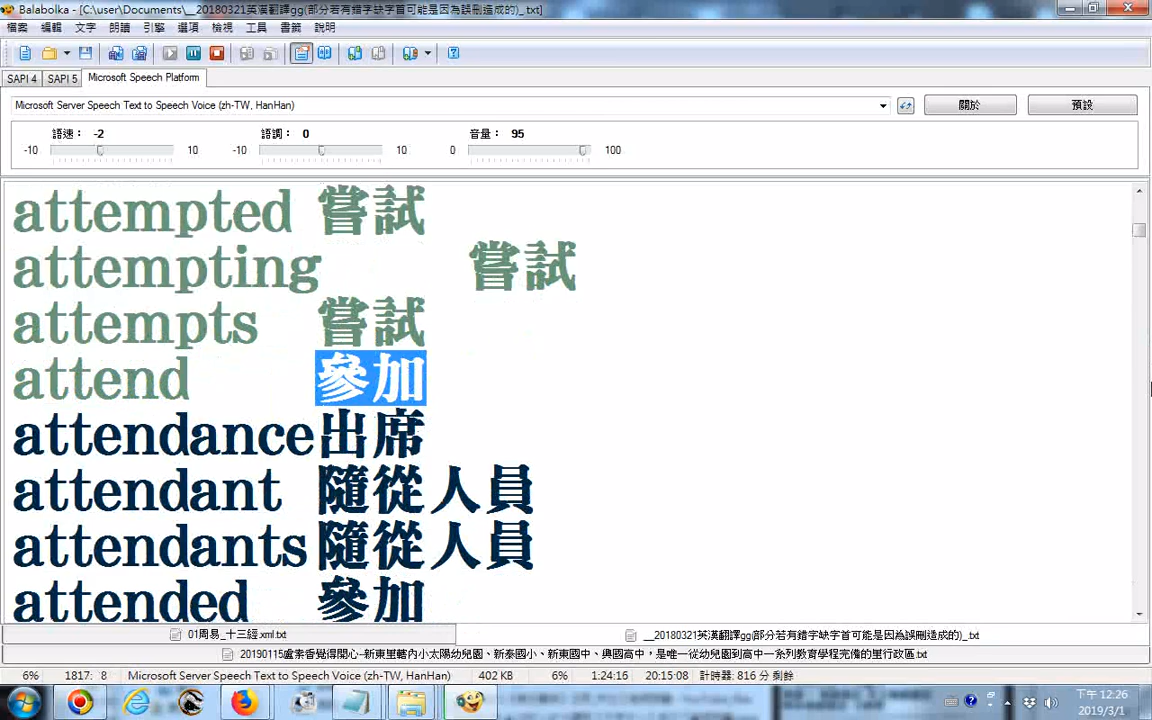 Balabolka - [C:\user\Documents\__20180321英漢翻譯gg(部分若有錯字缺字首可能是因為誤刪造成的)_.txt]
檔案 編輯 文字 朗讀 引擎 選項 檢視 工具 書籤 說明
SAPI 4 SAPI 5 Microsoft Speech Platform
Microsoft Server Speech Text to Speech Voice (zh-TW, HanHan) 關於 預設
語速： -2 語調： 0 音量： 95
-10 10 -10 10 0 100
attempted 嘗試
attempting 嘗試
attempts 嘗試
attend 參加
attendance 出席
attendant 隨從人員
attendants 隨從人員
attended 參加
01周易_十三經.xml.txt __20180321英漢翻譯gg(部分若有錯字缺字首可能是因為誤刪造成的)_.txt
20190115盧素香覺得開心-新東里轄內小太陽幼兒園、新泰國小、新東國中、興國高中，是唯一從幼兒園到高中一系列教育學程完備的里行政區.txt
6% 1817: 8 Microsoft Server Speech Text to Speech Voice (zh-TW, HanHan) 402 KB 6% 1:24:16 20:15:08 計時器: 816 分 剩餘
下午 12:26
2019/3/1